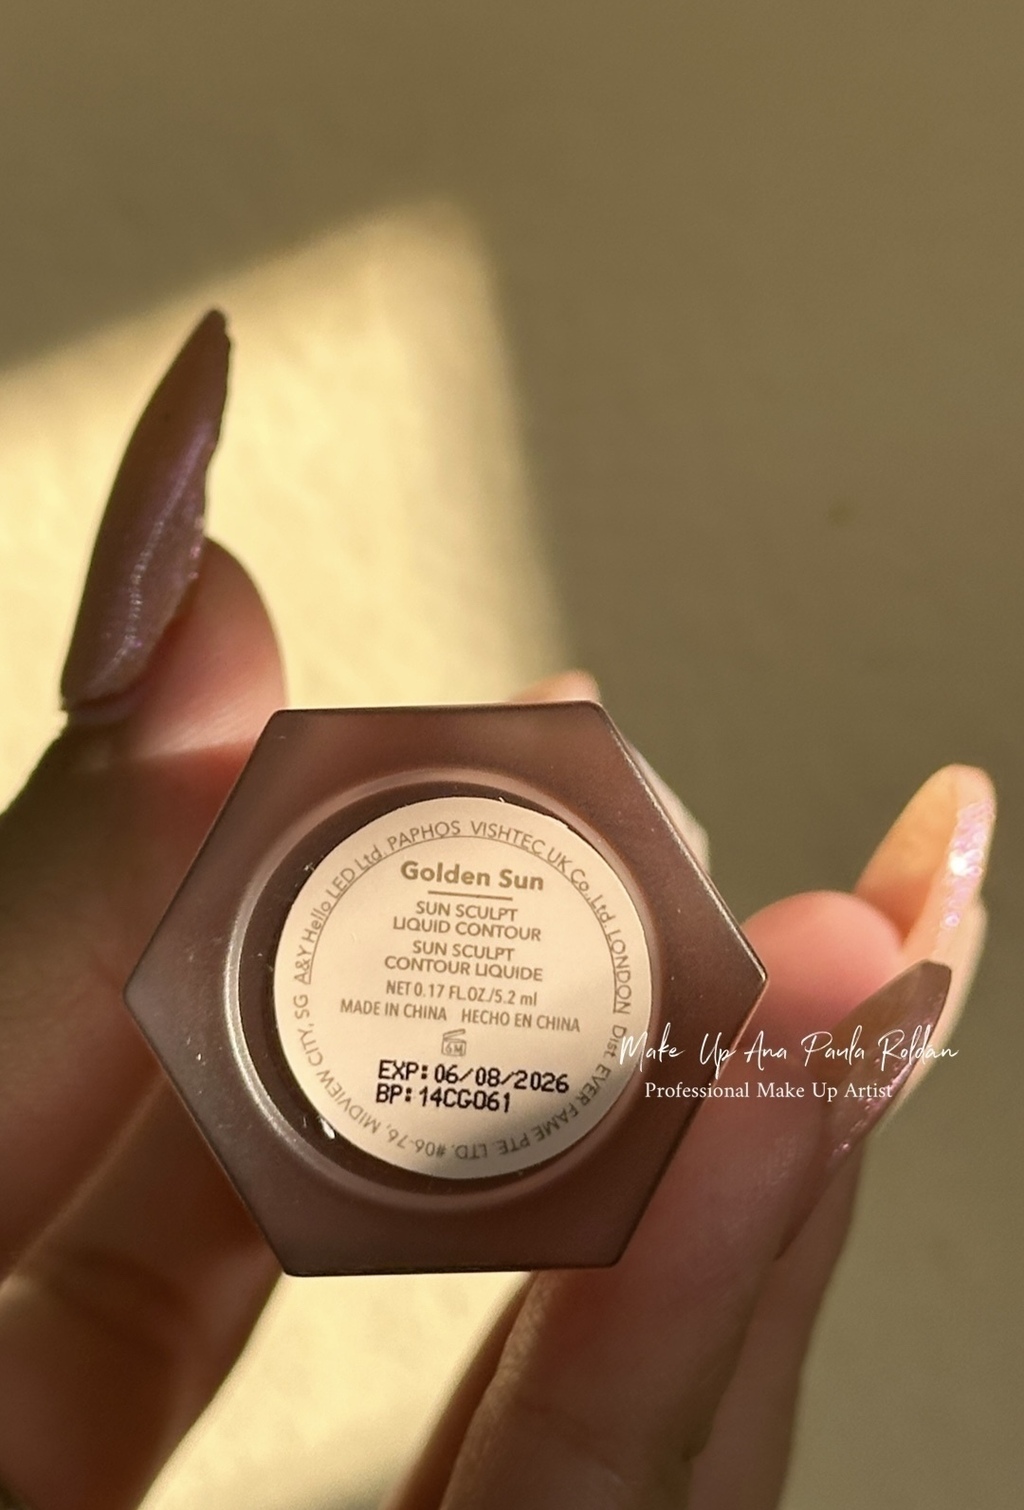 A&Y Hello LED Ltd. PAPHOS VISHTEC UK Co., Ltd. LONDON Dist EVER FAME PTE. LTD. #06-76, MIDVIEW CITY, SG
Golden Sun
SUN SCULPT
LIQUID CONTOUR
SUN SCULPT
CONTOUR LIQUIDE
NET 0.17 FL.OZ./5.2 ml
MADE IN CHINA HECHO EN CHINA
6M
EXP: 06/08/2026
BP: 14CG061
Make Up Ana Paula Roldan
Professional Make Up Artist